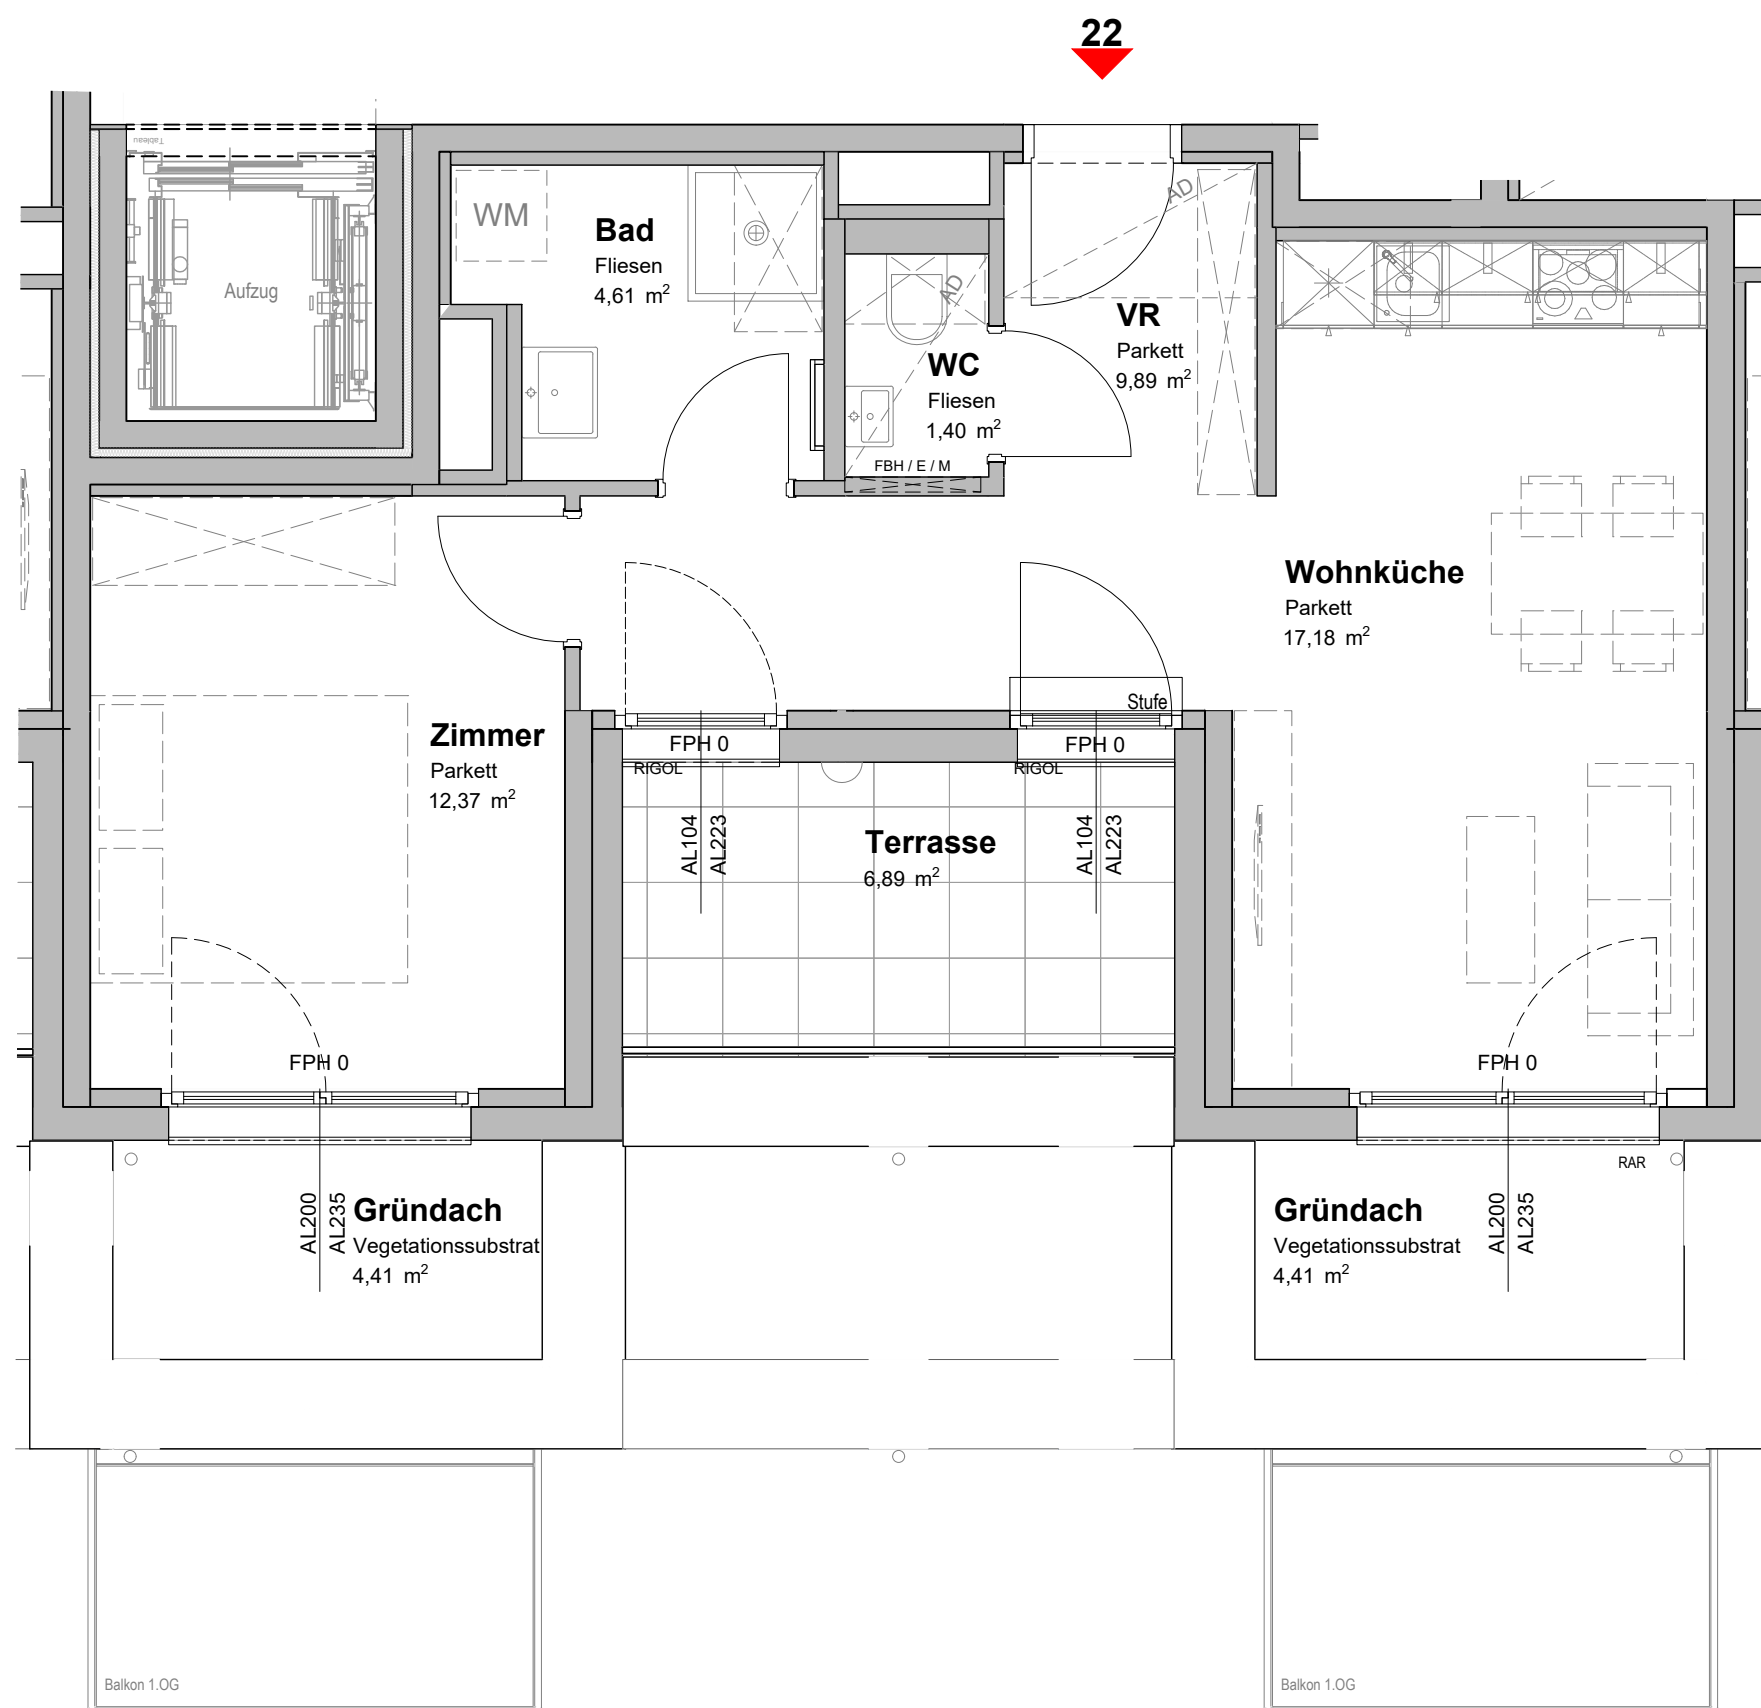 22
Tableau
Aufzug
WM
Bad
Fliesen
4,61 m²
AD
AD
VR
Parkett
9,89 m²
WC
Fliesen
1,40 m²
FBH / E / M
Wohnküche
Parkett
17,18 m²
Stufe
Zimmer
Parkett
12,37 m²
FPH 0
FPH 0
RIGOL
RIGOL
AL104
AL223
Terrasse
6,89 m²
AL104
AL223
FPH 0
FPH 0
RAR
AL200
AL235
Gründach
Vegetationssubstrat
4,41 m²
Gründach
Vegetationssubstrat
4,41 m²
AL200
AL235
Balkon 1.OG
Balkon 1.OG